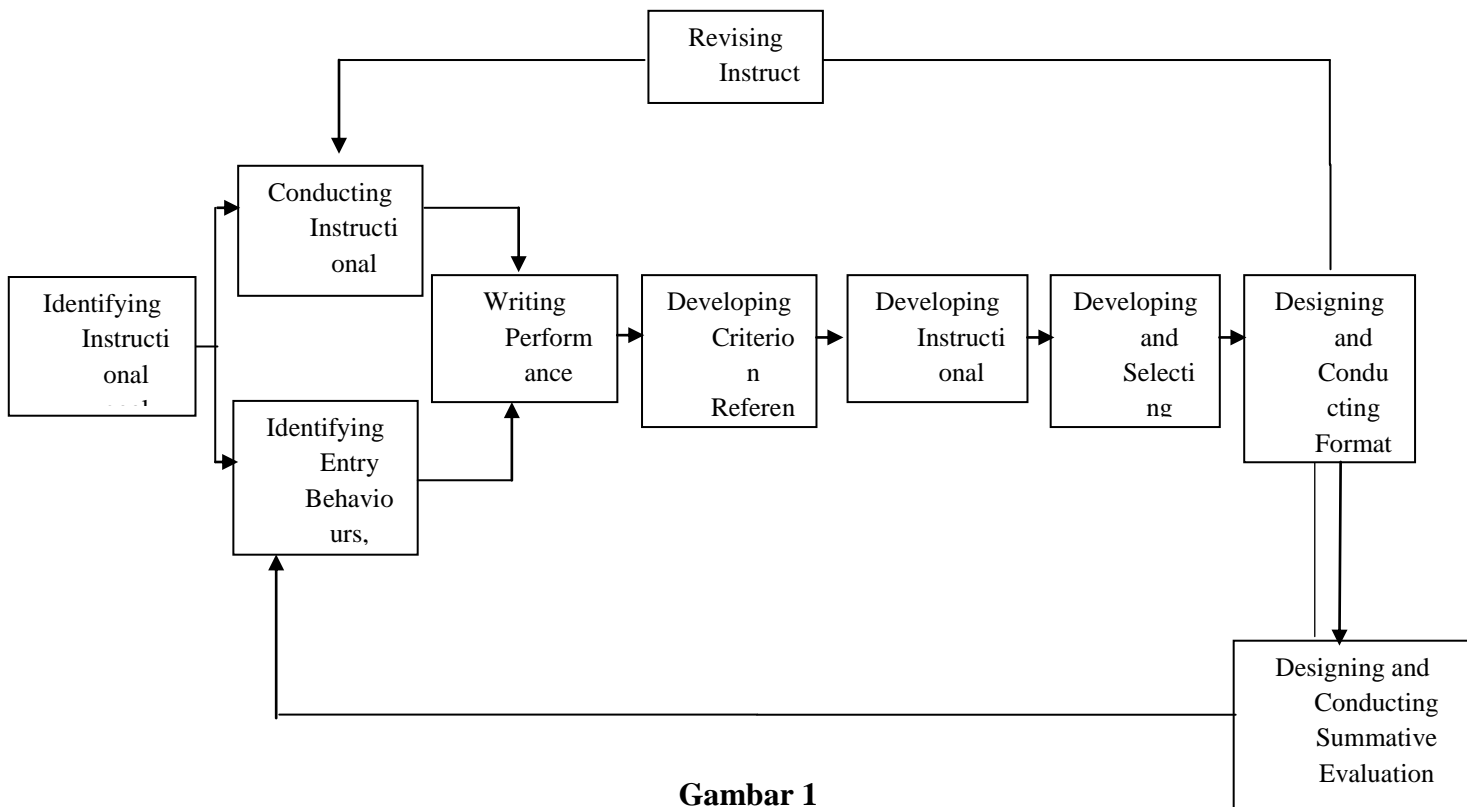 Revising
Instruct
Conducting
Instructi
onal
Identifying
Instructi
onal
Identifying
Entry
Behavio
urs,
Writing
Perform
ance
Developing
Criterio
n
Referen
Developing
Instructi
onal
Developing
and
Selecti
ng
Designing
and
Condu
cting
Format
Designing and
Conducting
Summative
Evaluation
Gambar 1